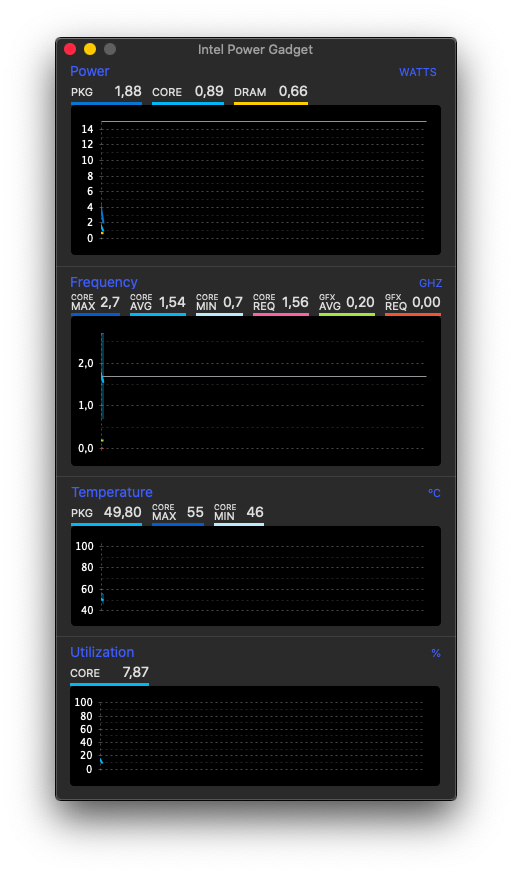 Intel Power Gadget
Power WATTS
PKG 1,88 CORE 0,89 DRAM 0,66
14
12
10
8
6
4
2
0
Frequency GHZ
CORE MAX 2,7 CORE AVG 1,54 CORE MIN 0,7 CORE REQ 1,56 GFX AVG 0,20 GFX REQ 0,00
2,0
1,0
0,0
Temperature °C
PKG 49,80 CORE MAX 55 CORE MIN 46
100
80
60
40
Utilization %
CORE 7,87
100
80
60
40
20
0